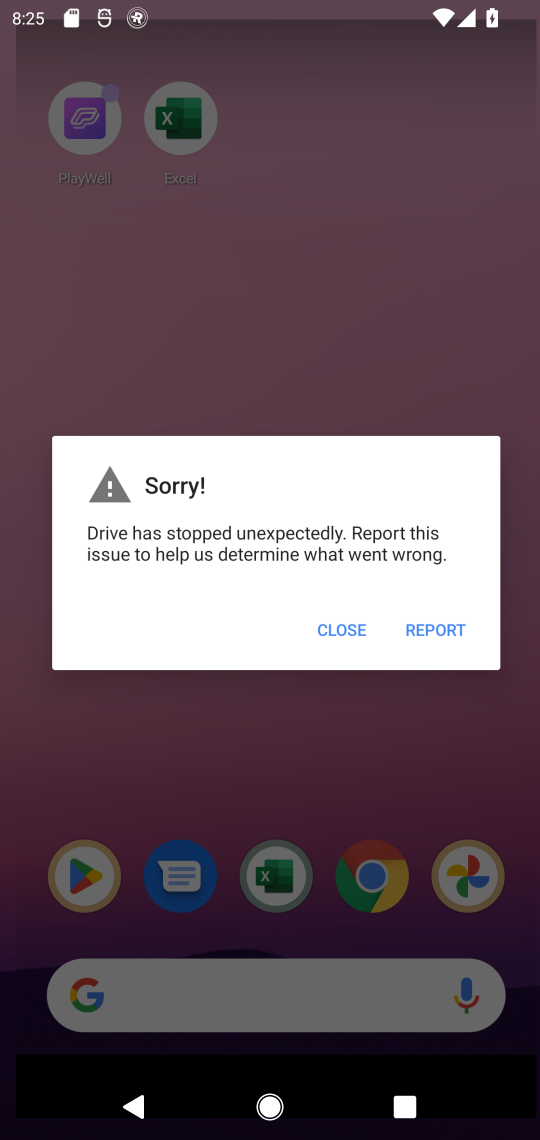 8:25
PlayWell
Excel
Sorry!
Drive has stopped unexpectedly. Report this
issue to help us determine what went wrong.
CLOSE REPORT